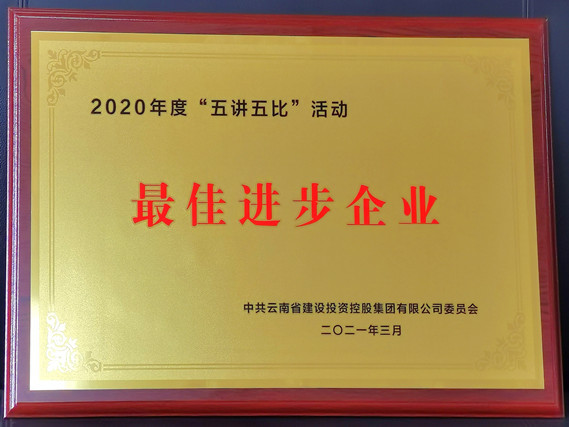 2020年度“五讲五比”活动
最佳进步企业
中共云南省建设投资控股集团有限公司委员会
二〇二一年三月